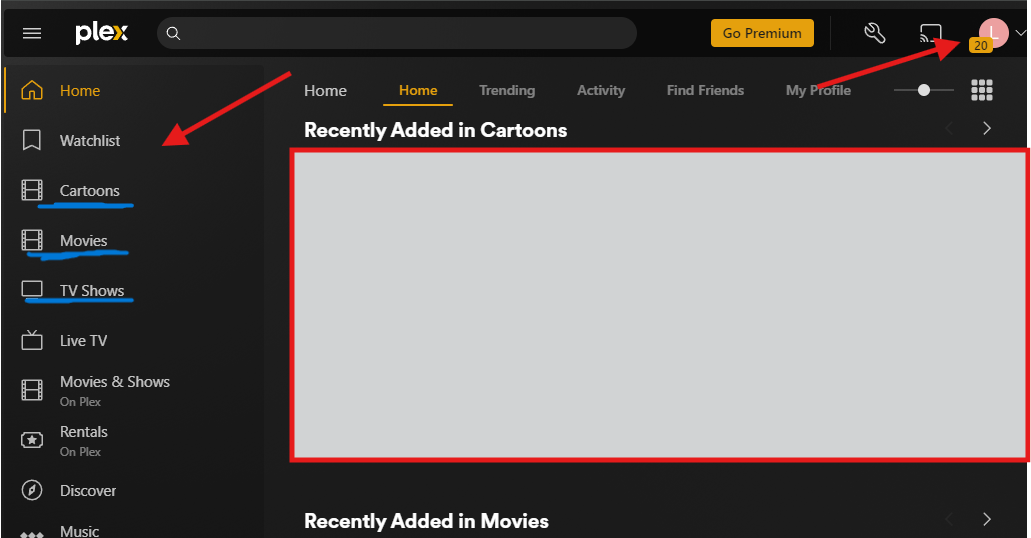 plex
Go Premium
20
L
Home
Watchlist
Cartoons
Movies
TV Shows
Live TV
Movies & Shows
On Plex
Rentals
On Plex
Discover
Music
Home
Home Trending Activity Find Friends My Profile
Recently Added in Cartoons
Recently Added in Movies